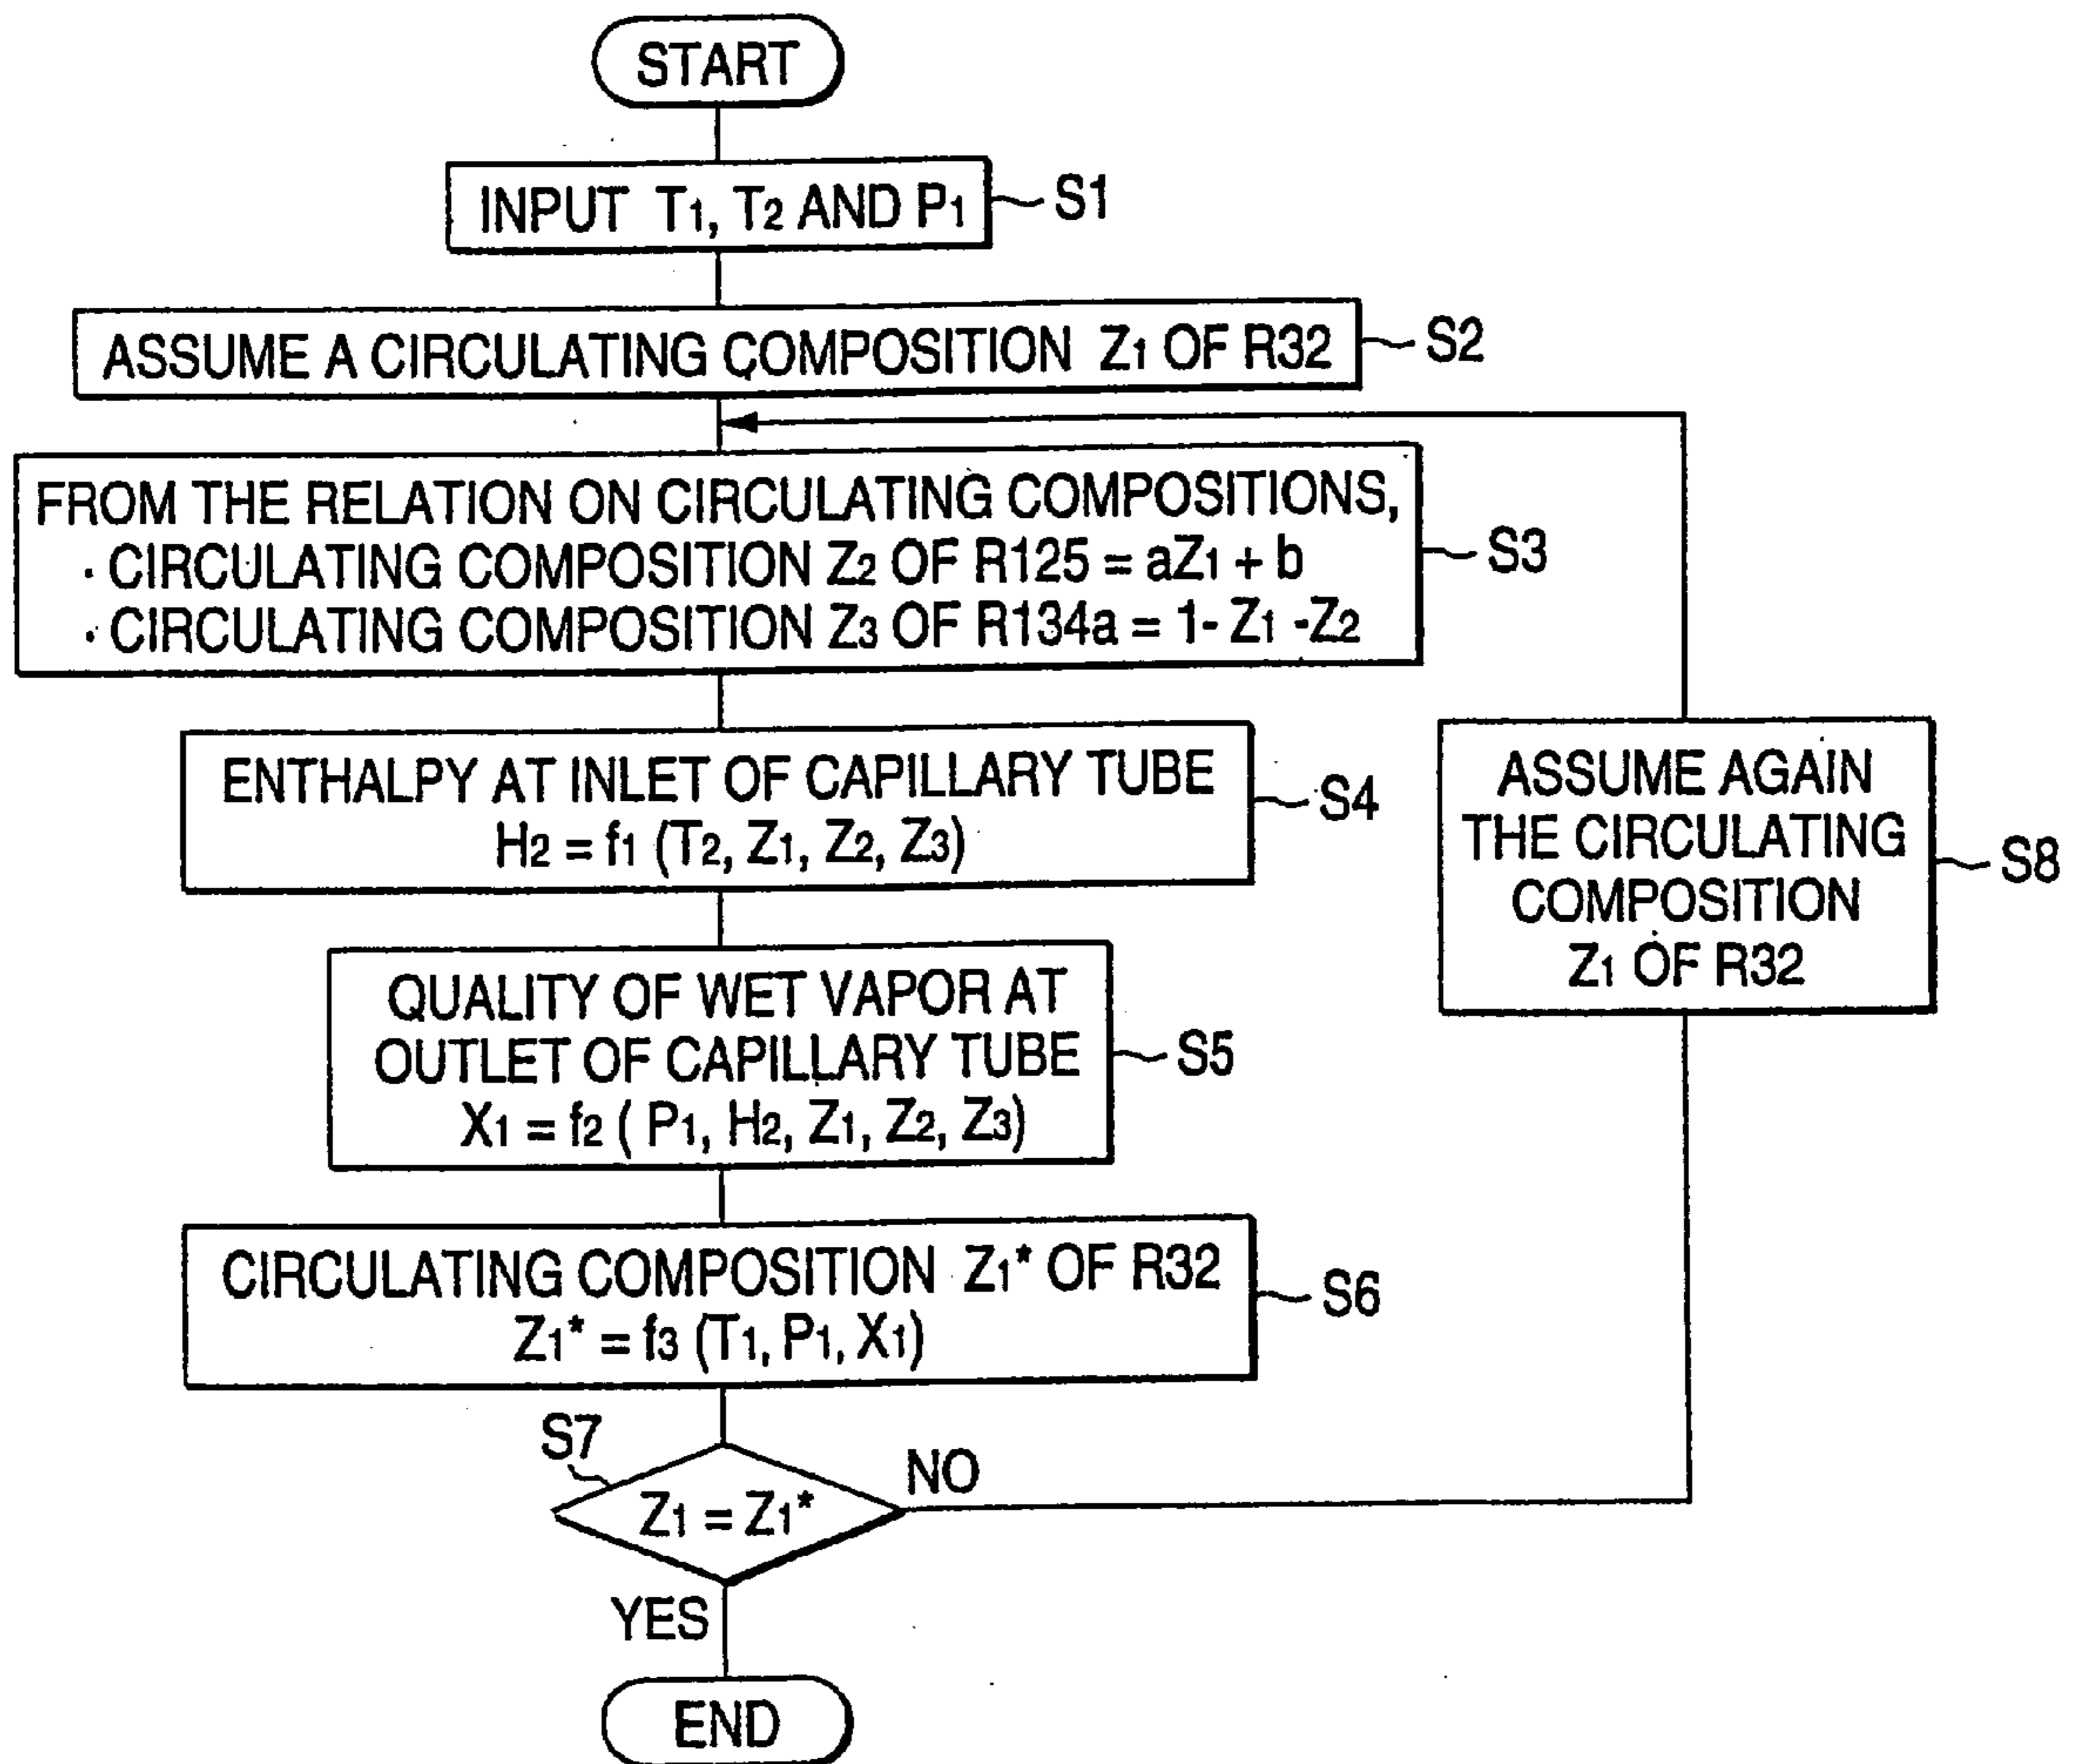 START
INPUT T1, T2 AND P1
S1
ASSUME A CIRCULATING COMPOSITION Z1 OF R32
S2
FROM THE RELATION ON CIRCULATING COMPOSITIONS,
· CIRCULATING COMPOSITION Z2 OF R125 = aZ1 + b
· CIRCULATING COMPOSITION Z3 OF R134a = 1- Z1 -Z2
S3
ENTHALPY AT INLET OF CAPILLARY TUBE
H2 = f1 (T2, Z1, Z2, Z3)
S4
QUALITY OF WET VAPOR AT
OUTLET OF CAPILLARY TUBE
X1 = f2 ( P1, H2, Z1, Z2, Z3)
S5
CIRCULATING COMPOSITION Z1* OF R32
Z1* = f3 (T1, P1, X1)
S6
S7
Z1 = Z1*
NO
YES
END
ASSUME AGAIN
THE CIRCULATING
COMPOSITION
Z1 OF R32
S8